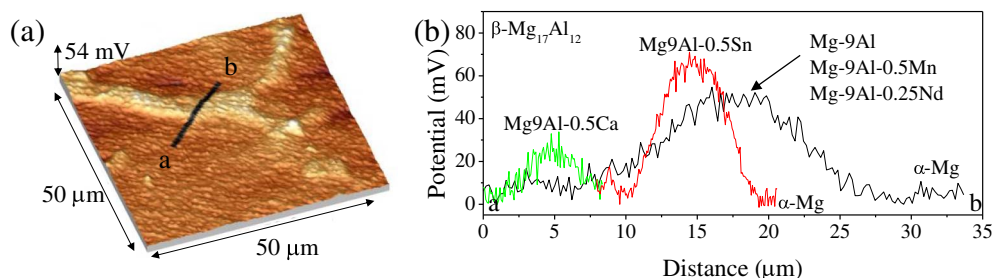 (a)
54 mV
b
a
50 µm
50 µm
(b)
β-Mg17Al12
Mg9Al-0.5Sn
Mg-9Al
Mg-9Al-0.5Mn
Mg-9Al-0.25Nd
Mg9Al-0.5Ca
α-Mg
α-Mg
a
b
Potential (mV)
80
60
40
20
0
0 5 10 15 20 25 30 35
Distance (µm)